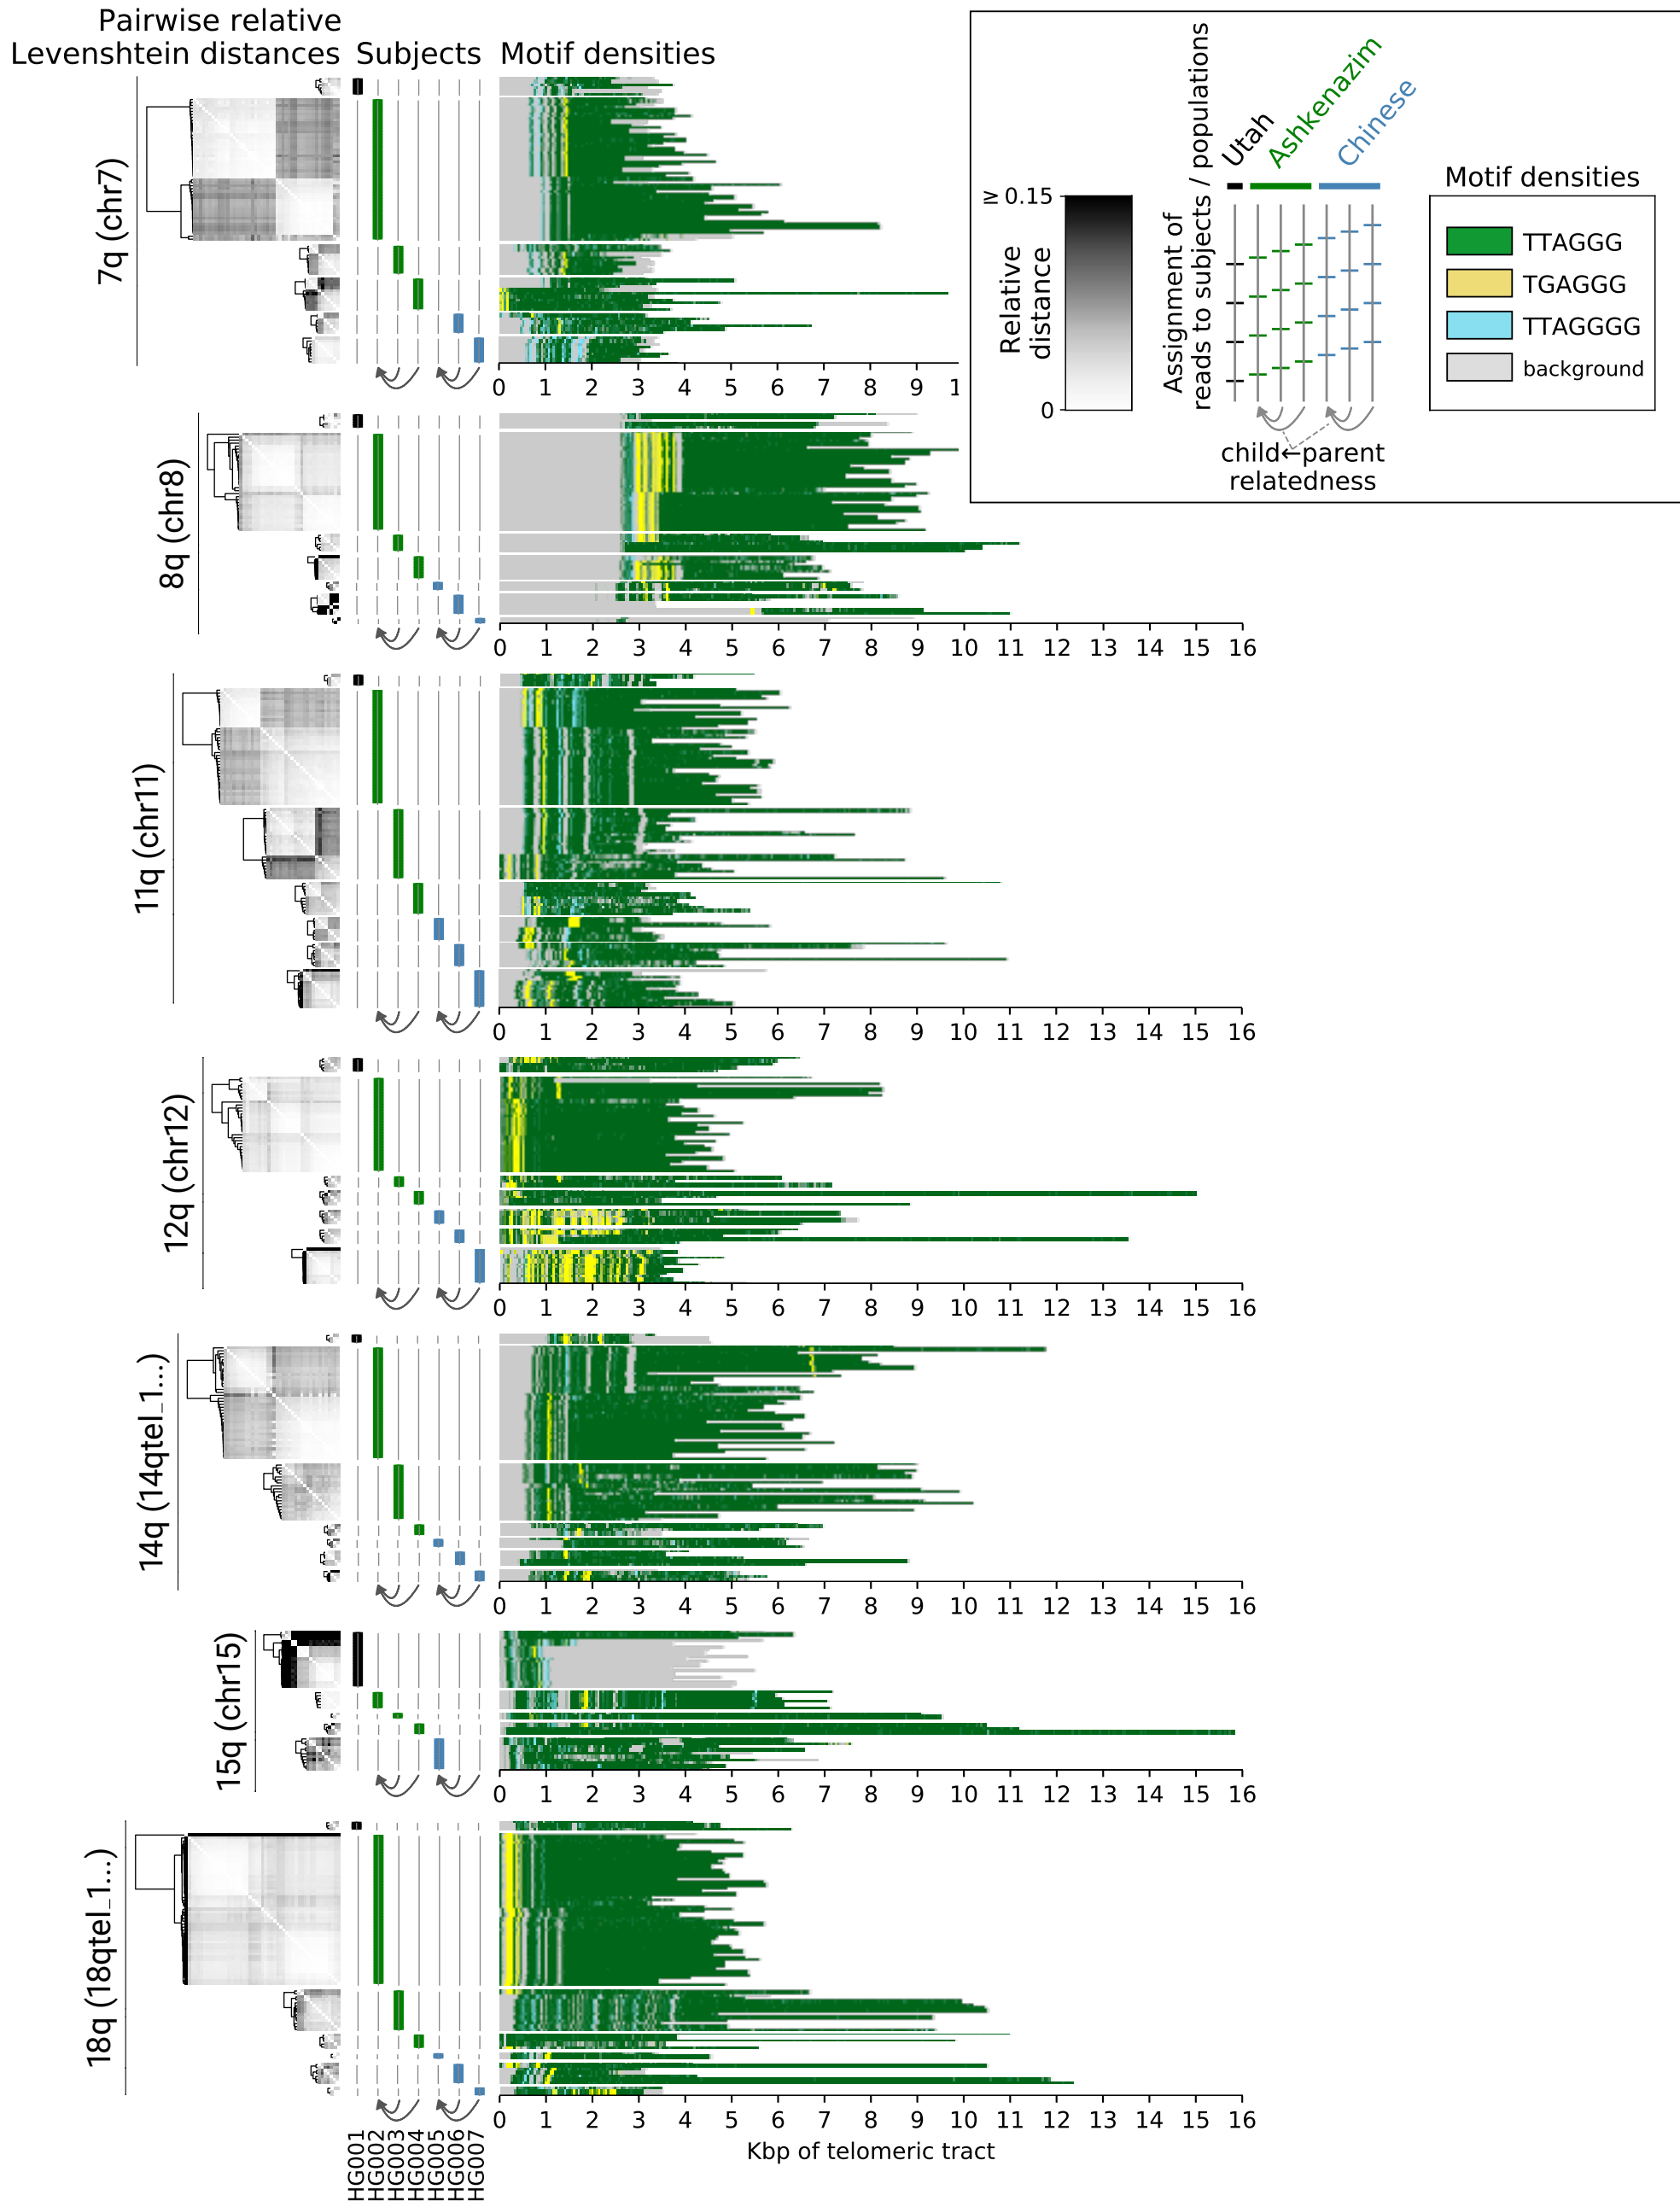 Pairwise relative
Levenshtein distances
Subjects
Motif densities
7q (chr7)
0 1 2 3 4 5 6 7 8 9 1
8q (chr8)
0 1 2 3 4 5 6 7 8 9 10 11 12 13 14 15 16
11q (chr11)
0 1 2 3 4 5 6 7 8 9 10 11 12 13 14 15 16
12q (chr12)
0 1 2 3 4 5 6 7 8 9 10 11 12 13 14 15 16
14q (14qtel_1...)
0 1 2 3 4 5 6 7 8 9 10 11 12 13 14 15 16
15q (chr15)
0 1 2 3 4 5 6 7 8 9 10 11 12 13 14 15 16
18q (18qtel_1...)
0 1 2 3 4 5 6 7 8 9 10 11 12 13 14 15 16
HG001
HG002
HG003
HG004
HG005
HG006
HG007
Kbp of telomeric tract
≥ 0.15
0
Relative
distance
Assignment of
reads to subjects / populations
Utah
Ashkenazim
Chinese
child←parent
relatedness
Motif densities
TTAGGG
TGAGGG
TTAGGGG
background